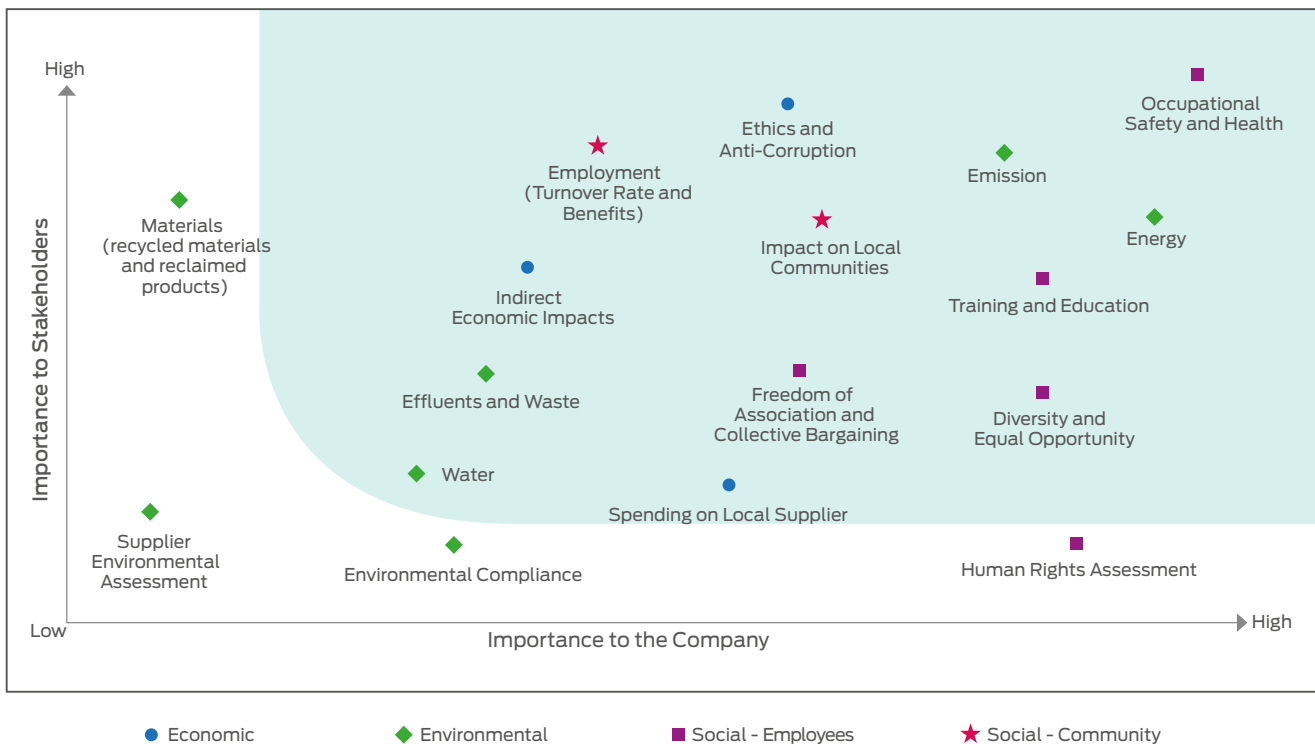 High
Occupational
Safety and Health
Ethics and
Anti-Corruption
Employment
(Turnover Rate and
Benefits)
Emission
Materials
(recycled materials
and reclaimed
products)
Impact on Local
Communities
Energy
Indirect
Economic Impacts
Training and Education
Effluents and Waste
Freedom of
Association and
Collective Bargaining
Diversity and
Equal Opportunity
Water
Spending on Local Supplier
Supplier
Environmental
Assessment
Environmental Compliance
Human Rights Assessment
Importance to Stakeholders
Low
Importance to the Company
High
Economic
Environmental
Social - Employees
Social - Community